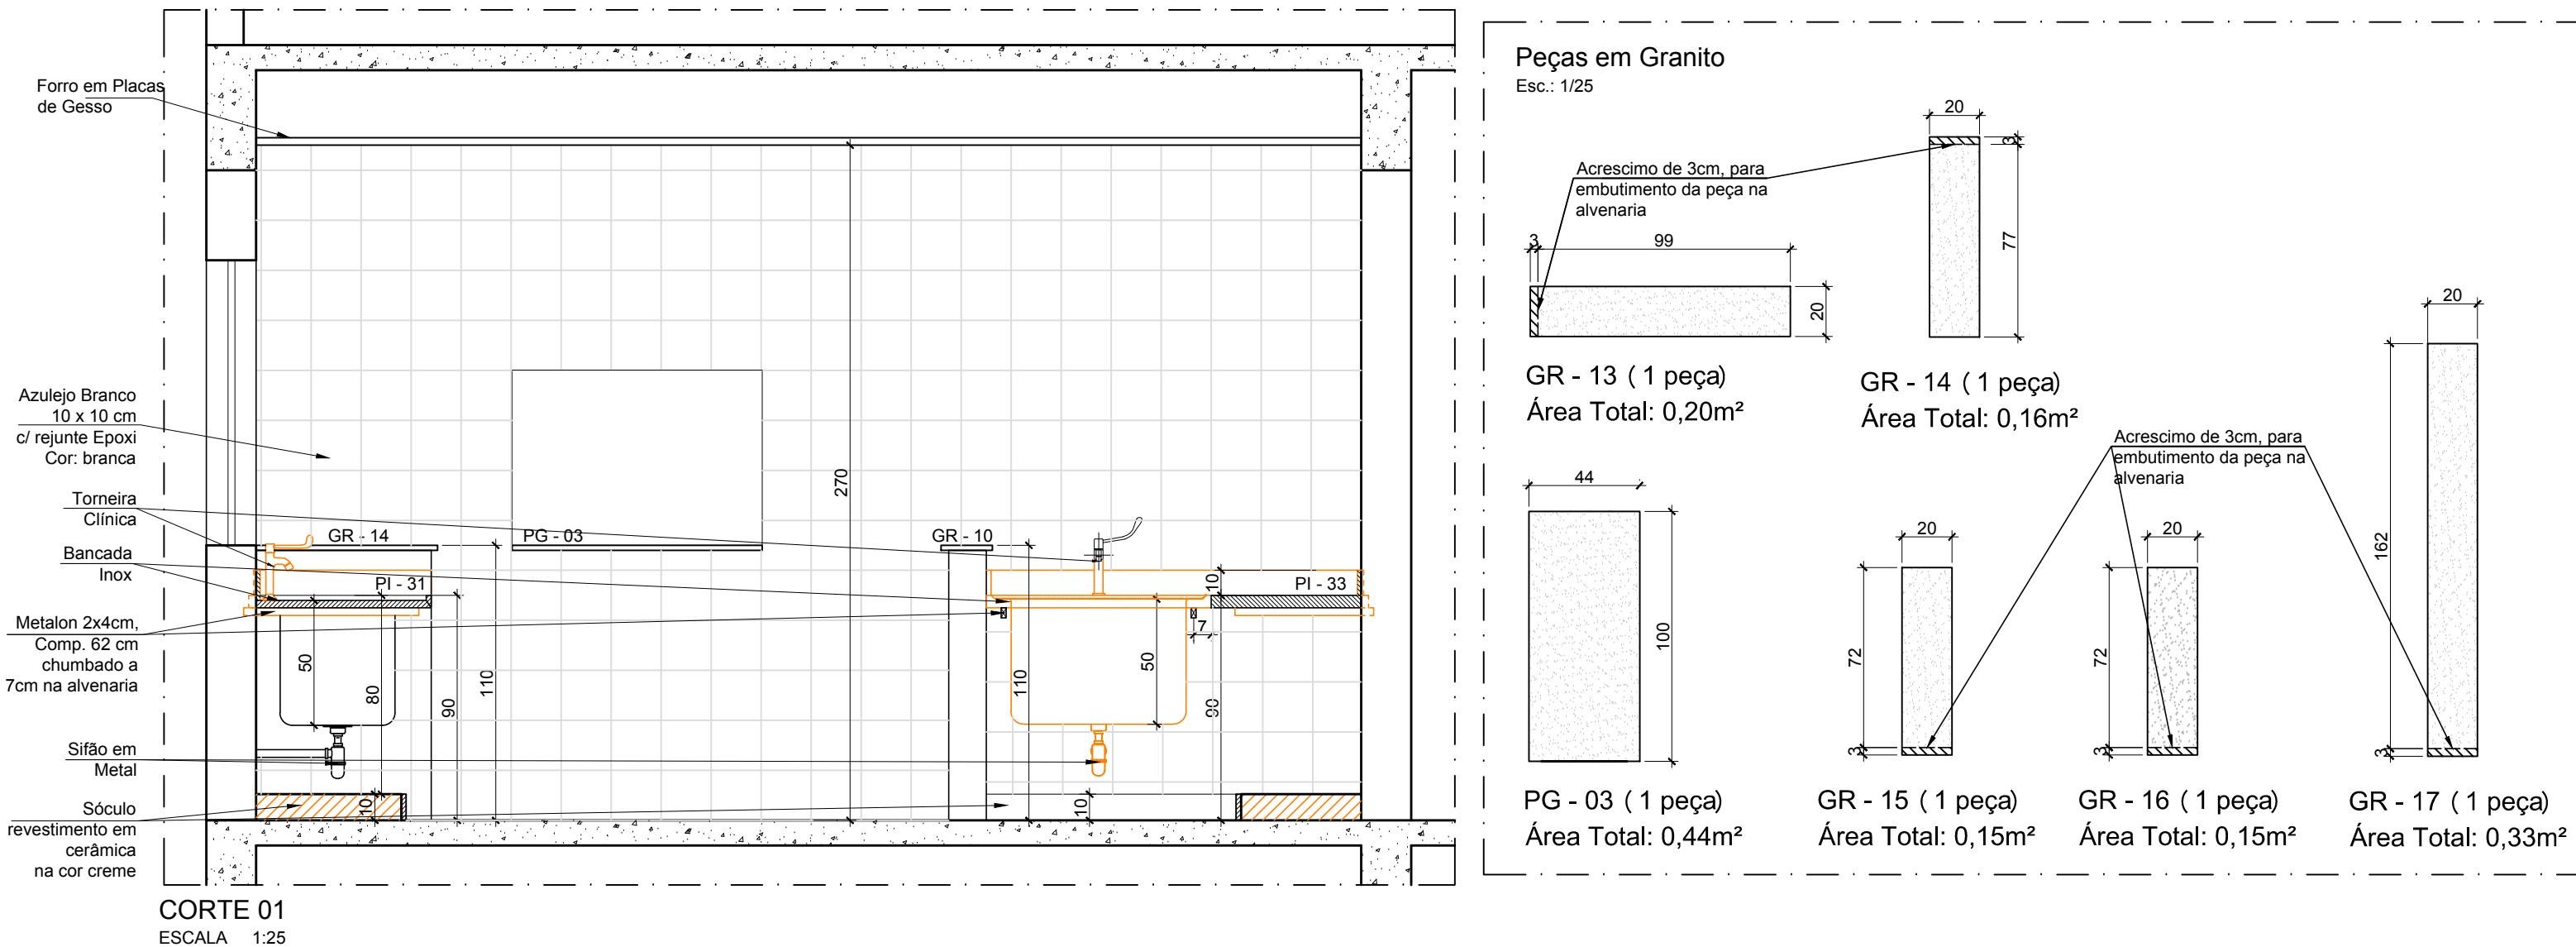 Forro em Placas
de Gesso
Azulejo Branco
10 x 10 cm
c/ rejunte Epoxi
Cor: branca
Torneira
Clínica
Bancada
Inox
Metalon 2x4cm,
Comp. 62 cm
chumbado a
7cm na alvenaria
Sifão em
Metal
Sóculo
revestimento em
cerâmica
na cor creme
GR - 14
PG - 03
GR - 10
PI - 31
PI - 33
270
50
80
90
110
10
110
50
7
10
90
10
CORTE 01
ESCALA 1:25
Peças em Granito
Esc.: 1/25
Acrescimo de 3cm, para
embutimento da peça na
alvenaria
3
99
20
GR - 13 ( 1 peça)
Área Total: 0,20m²
20
3
77
GR - 14 ( 1 peça)
Área Total: 0,16m²
Acrescimo de 3cm, para
embutimento da peça na
alvenaria
44
100
PG - 03 ( 1 peça)
Área Total: 0,44m²
20
72
3
GR - 15 ( 1 peça)
Área Total: 0,15m²
20
72
3
GR - 16 ( 1 peça)
Área Total: 0,15m²
20
162
3
GR - 17 ( 1 peça)
Área Total: 0,33m²